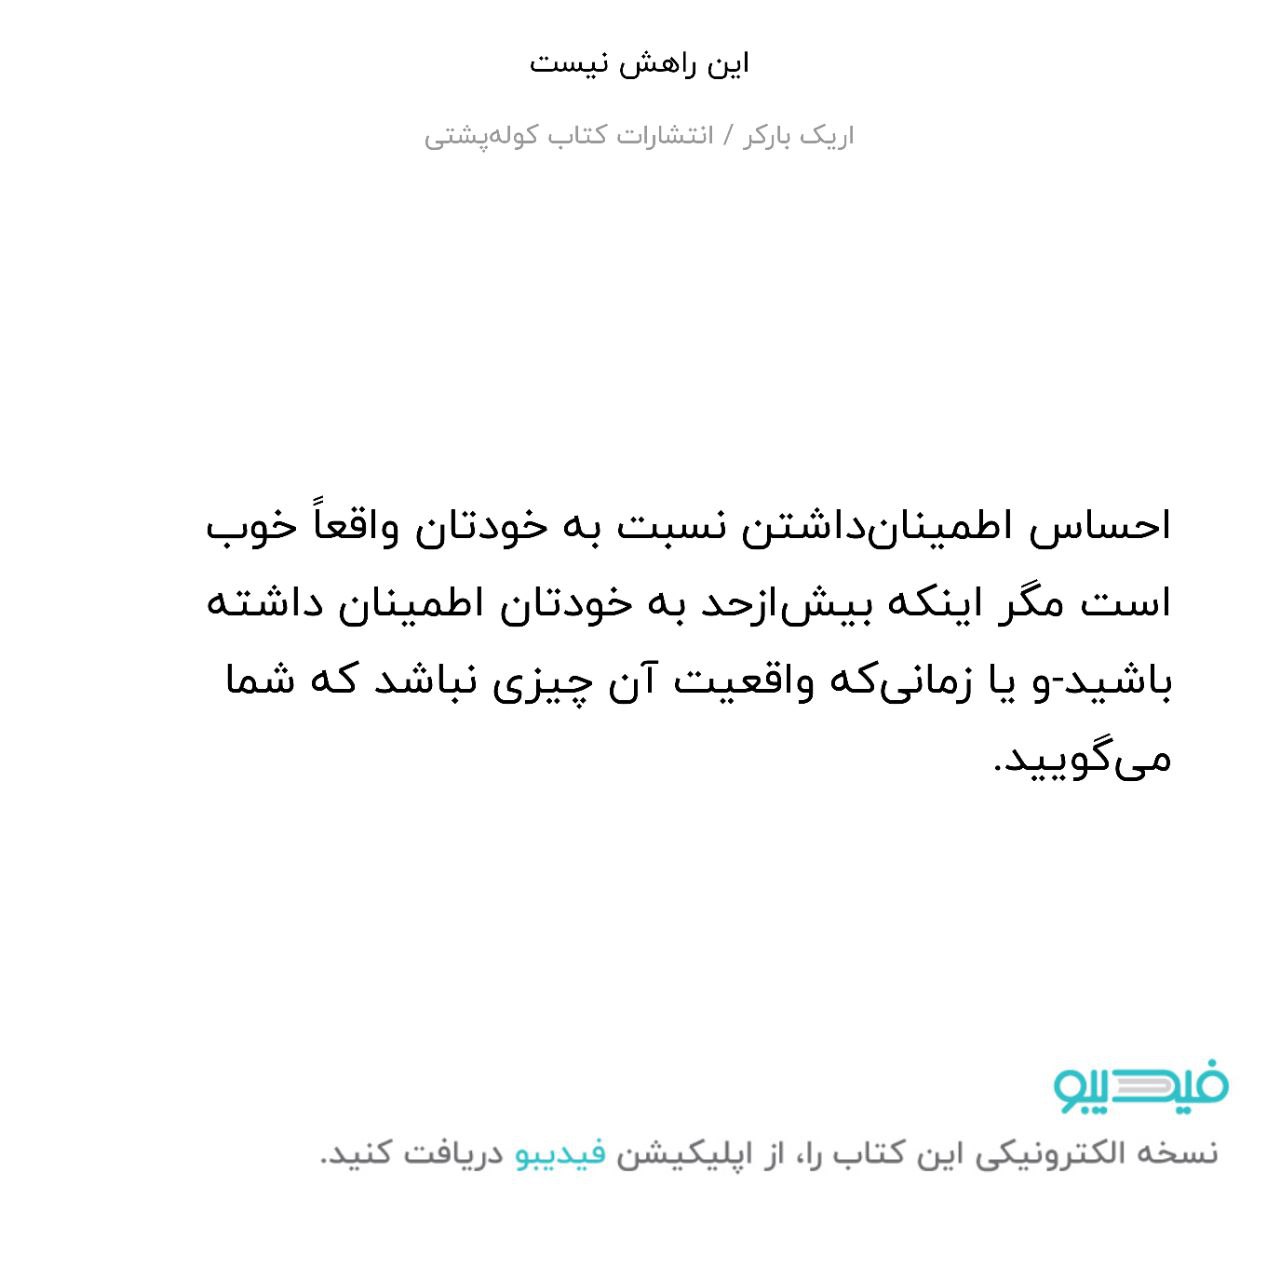 این راهش نیست
اریک بارکر / انتشارات کتاب کوله‌پشتی
احساس اطمینان‌داشتن نسبت به خودتان واقعاً خوب
است مگر اینکه بیش‌ازحد به خودتان اطمینان داشته
باشید-و یا زمانی‌که واقعیت آن چیزی نباشد که شما
می‌گویید.
فیدیبو
نسخه الکترونیکی این کتاب را، از اپلیکیشن فیدیبو دریافت کنید.